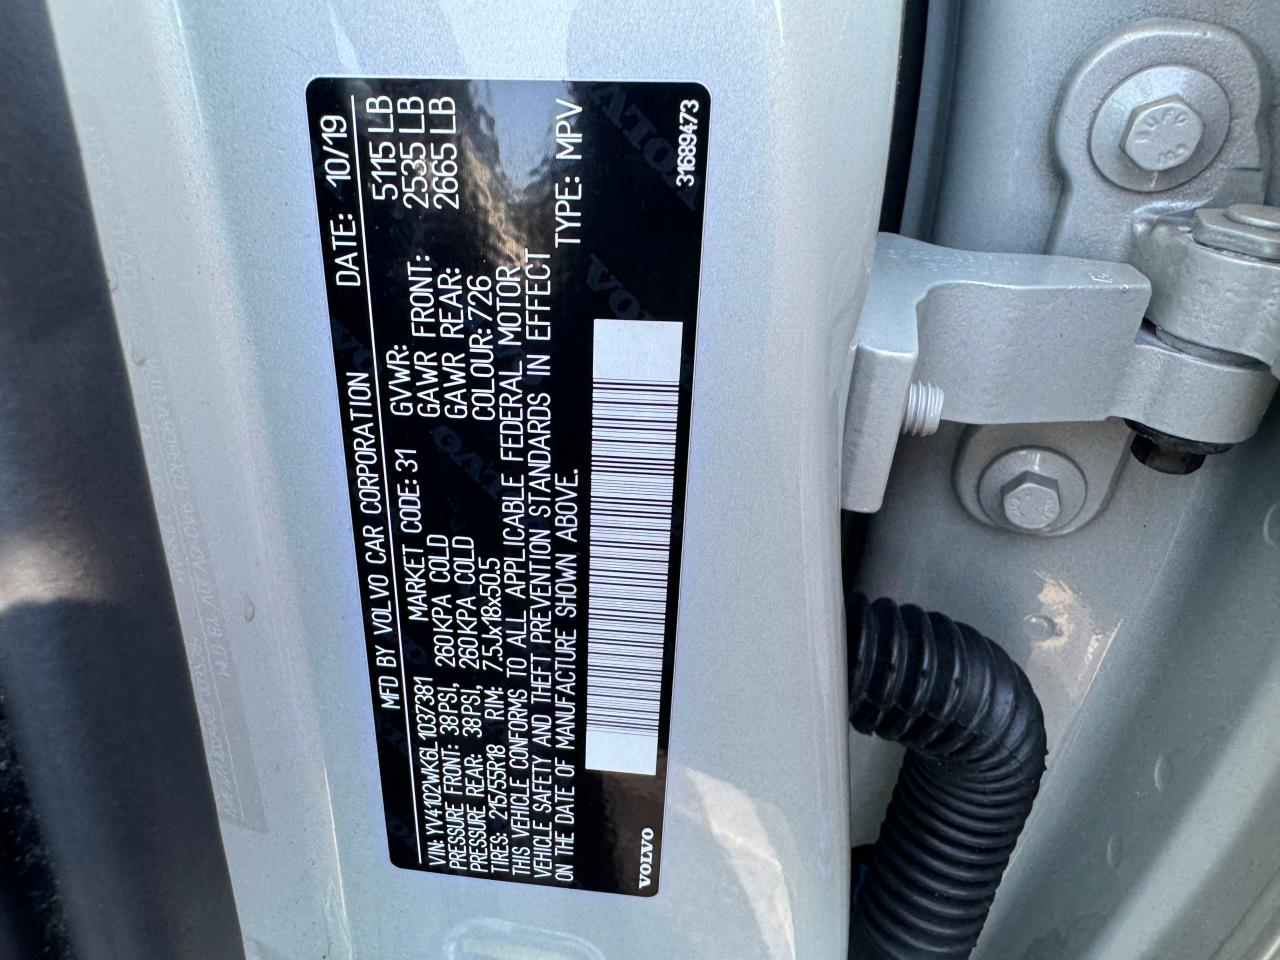 MFD BY VOLVO CAR CORPORATION DATE: 10/19
VIN: YV4102WK6L1037381 MARKET CODE: 31 GVWR: 5115 LB
PRESSURE FRONT: 38PSI, 260KPA COLD GAWR FRONT: 2535 LB
PRESSURE REAR: 38PSI, 260KPA COLD GAWR REAR: 2665 LB
TIRES: 215/55R18 RIM: 7.5Jx18x50.5 COLOUR: 726
THIS VEHICLE CONFORMS TO ALL APPLICABLE FEDERAL MOTOR
VEHICLE SAFETY AND THEFT PREVENTION STANDARDS IN EFFECT
ON THE DATE OF MANUFACTURE SHOWN ABOVE. TYPE: MPV
VOLVO 31689473